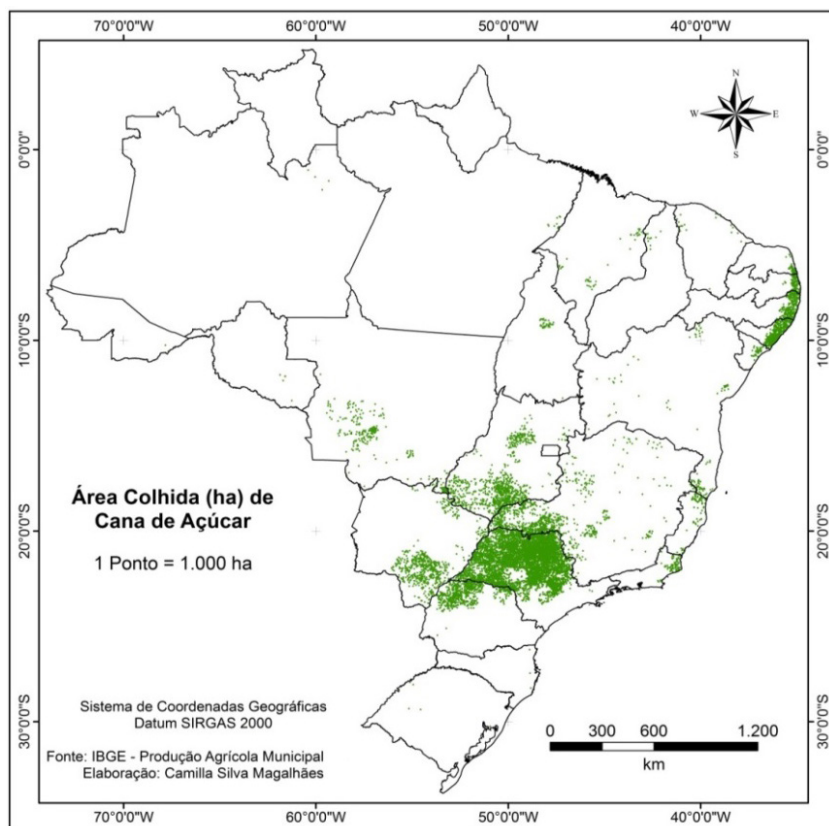 70°0'0"W 60°0'0"W 50°0'0"W 40°0'0"W
N
W E
S
0°0'0"
0°0'0"
10°0'0"S
10°0'0"S
Área Colhida (ha) de
Cana de Açúcar
1 Ponto = 1.000 ha
20°0'0"S
20°0'0"S
Sistema de Coordenadas Geográficas
Datum SIRGAS 2000
Fonte: IBGE - Produção Agrícola Municipal
Elaboração: Camilla Silva Magalhães
0 300 600 1.200
km
30°0'0"S
30°0'0"S
70°0'0"W 60°0'0"W 50°0'0"W 40°0'0"W